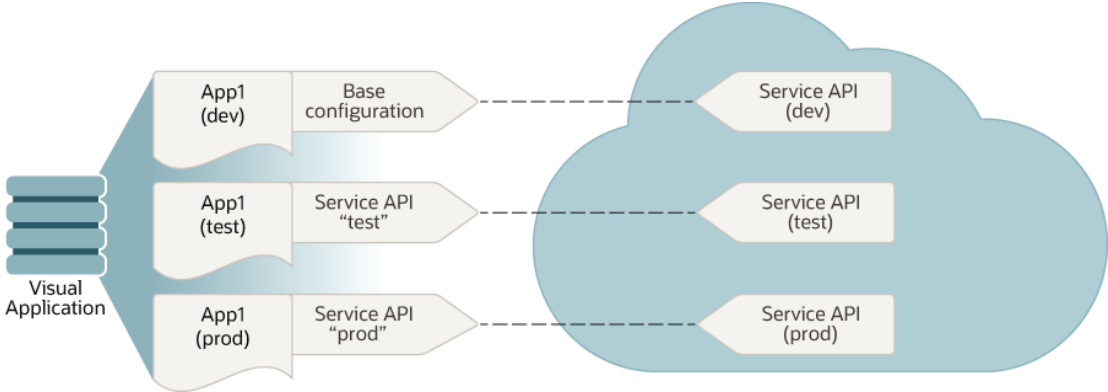 App1
(dev)
Base
configuration
Service API
(dev)
App1
(test)
Service API
“test”
Service API
(test)
Visual
Application
App1
(prod)
Service API
“prod”
Service API
(prod)